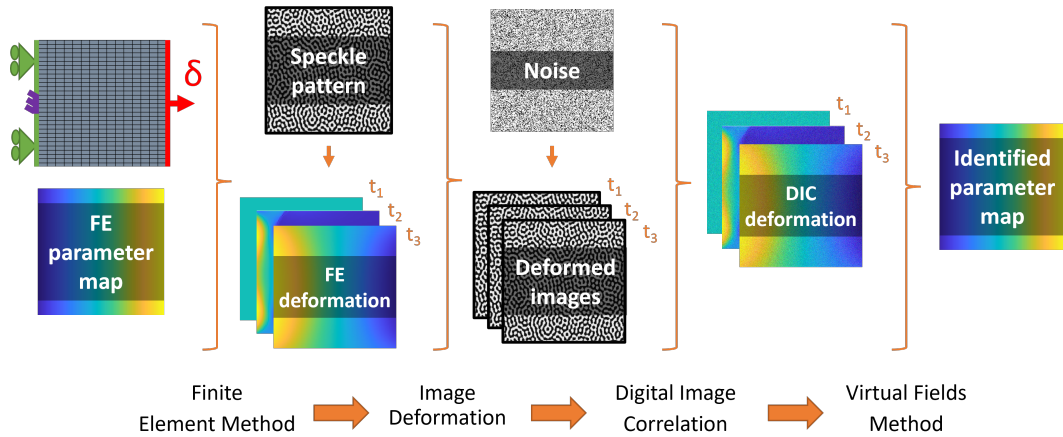 δ
FE
parameter
map
Speckle
pattern
t1
t2
t3
FE
deformation
Noise
t1
t2
t3
Deformed
images
t1
t2
t3
DIC
deformation
Identified
parameter
map
Finite
Element Method
Image
Deformation
Digital Image
Correlation
Virtual Fields
Method